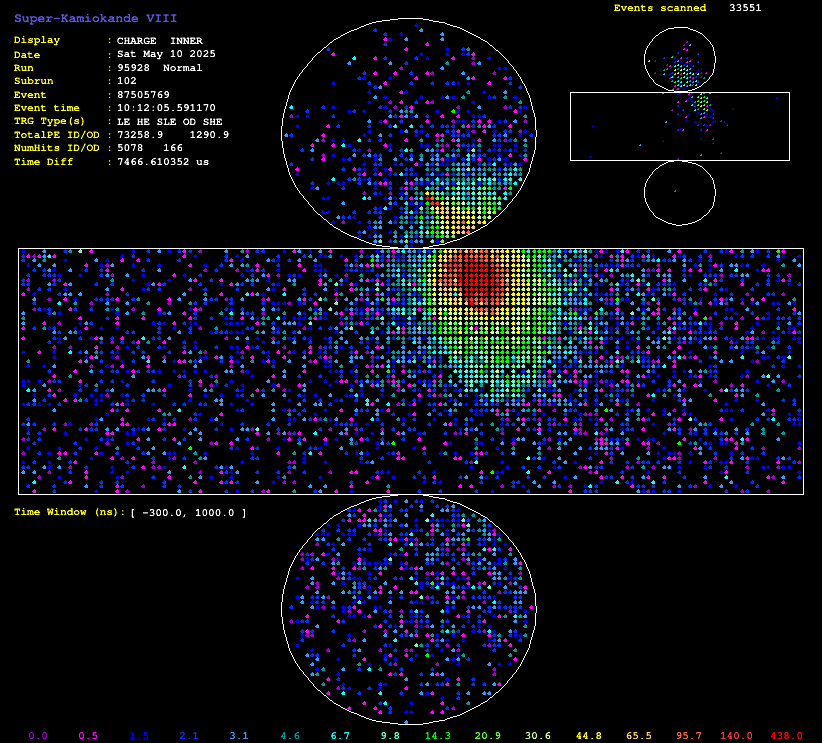 Super-Kamiokande VIII
Display : CHARGE INNER
Date : Sat May 10 2025
Run : 95928 Normal
Subrun : 102
Event : 87505769
Event time : 10:12:05.591170
TRG Type(s) : LE HE SLE OD SHE
TotalPE ID/OD : 73258.9 1290.9
NumHits ID/OD : 5078 166
Time Diff : 7466.610352 us
Events scanned 33551
Time Window (ns): [ -300.0, 1000.0 ]
0.0 0.5 1.5 2.1 3.1 4.6 6.7 9.8 14.3 20.9 30.6 44.8 65.5 95.7 140.0 438.0